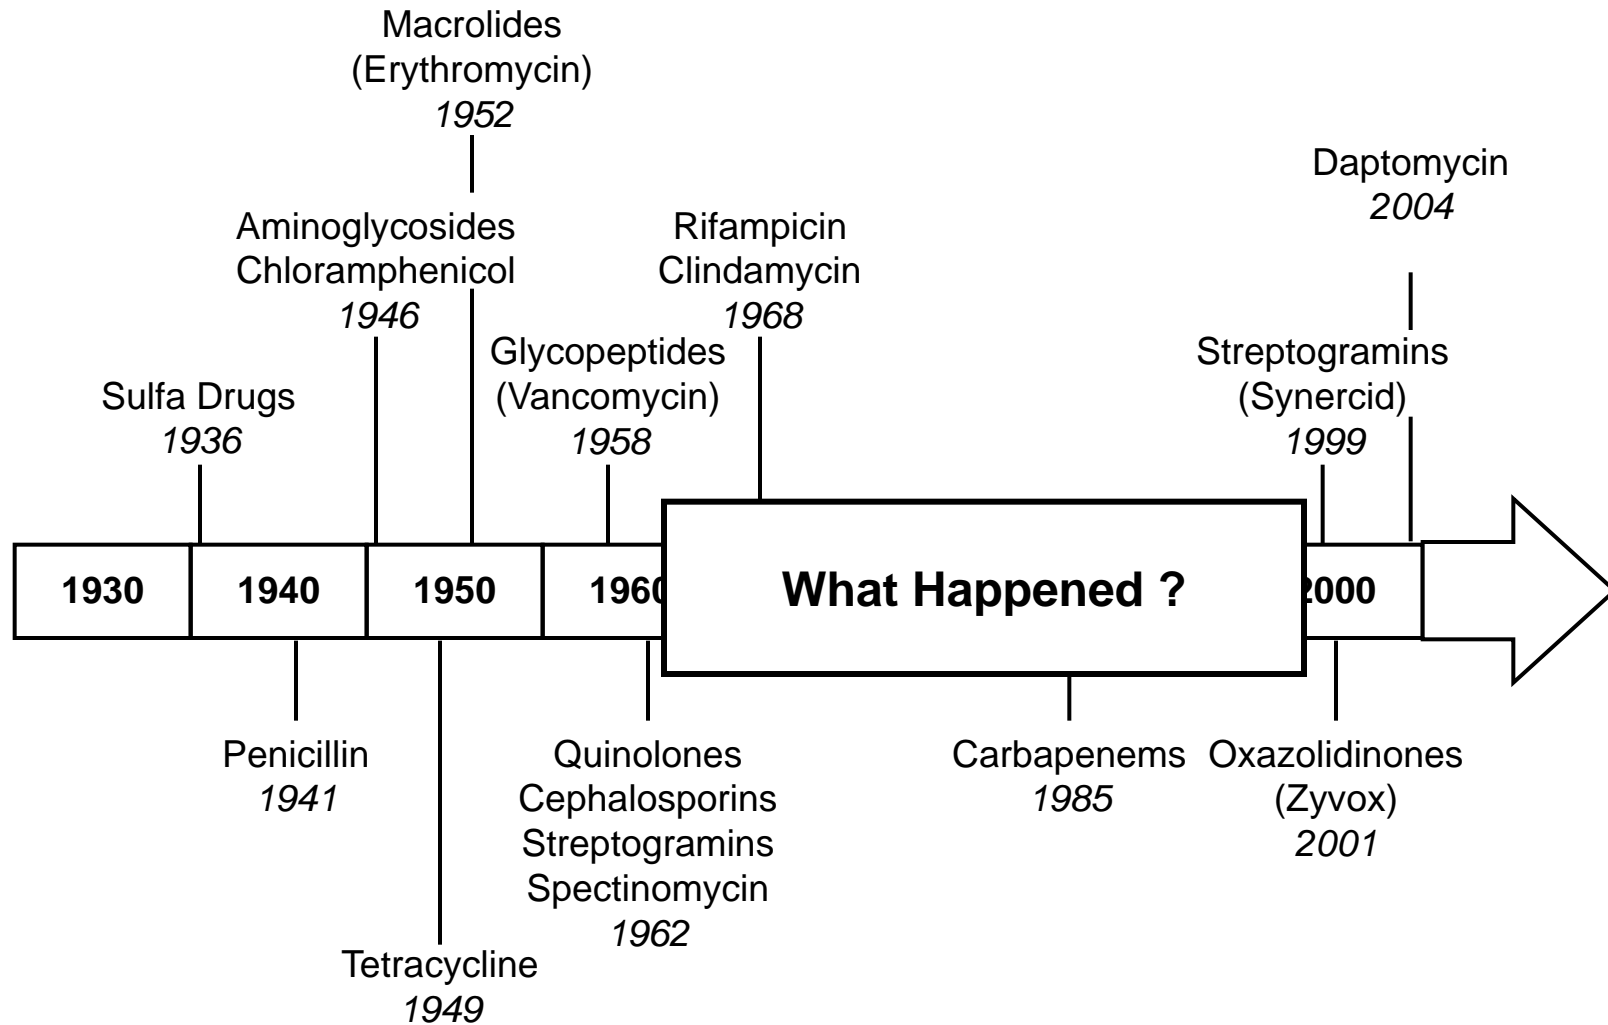 Macrolides
(Erythromycin)
1952
Daptomycin
2004
Aminoglycosides
Chloramphenicol
1946
Rifampicin
Clindamycin
1968
Glycopeptides
(Vancomycin)
1958
Streptogramins
(Synercid)
1999
Sulfa Drugs
1936
1930 1940 1950 1960 What Happened ? 2000
Penicillin
1941
Quinolones
Cephalosporins
Streptogramins
Spectinomycin
1962
Carbapenems
1985
Oxazolidinones
(Zyvox)
2001
Tetracycline
1949